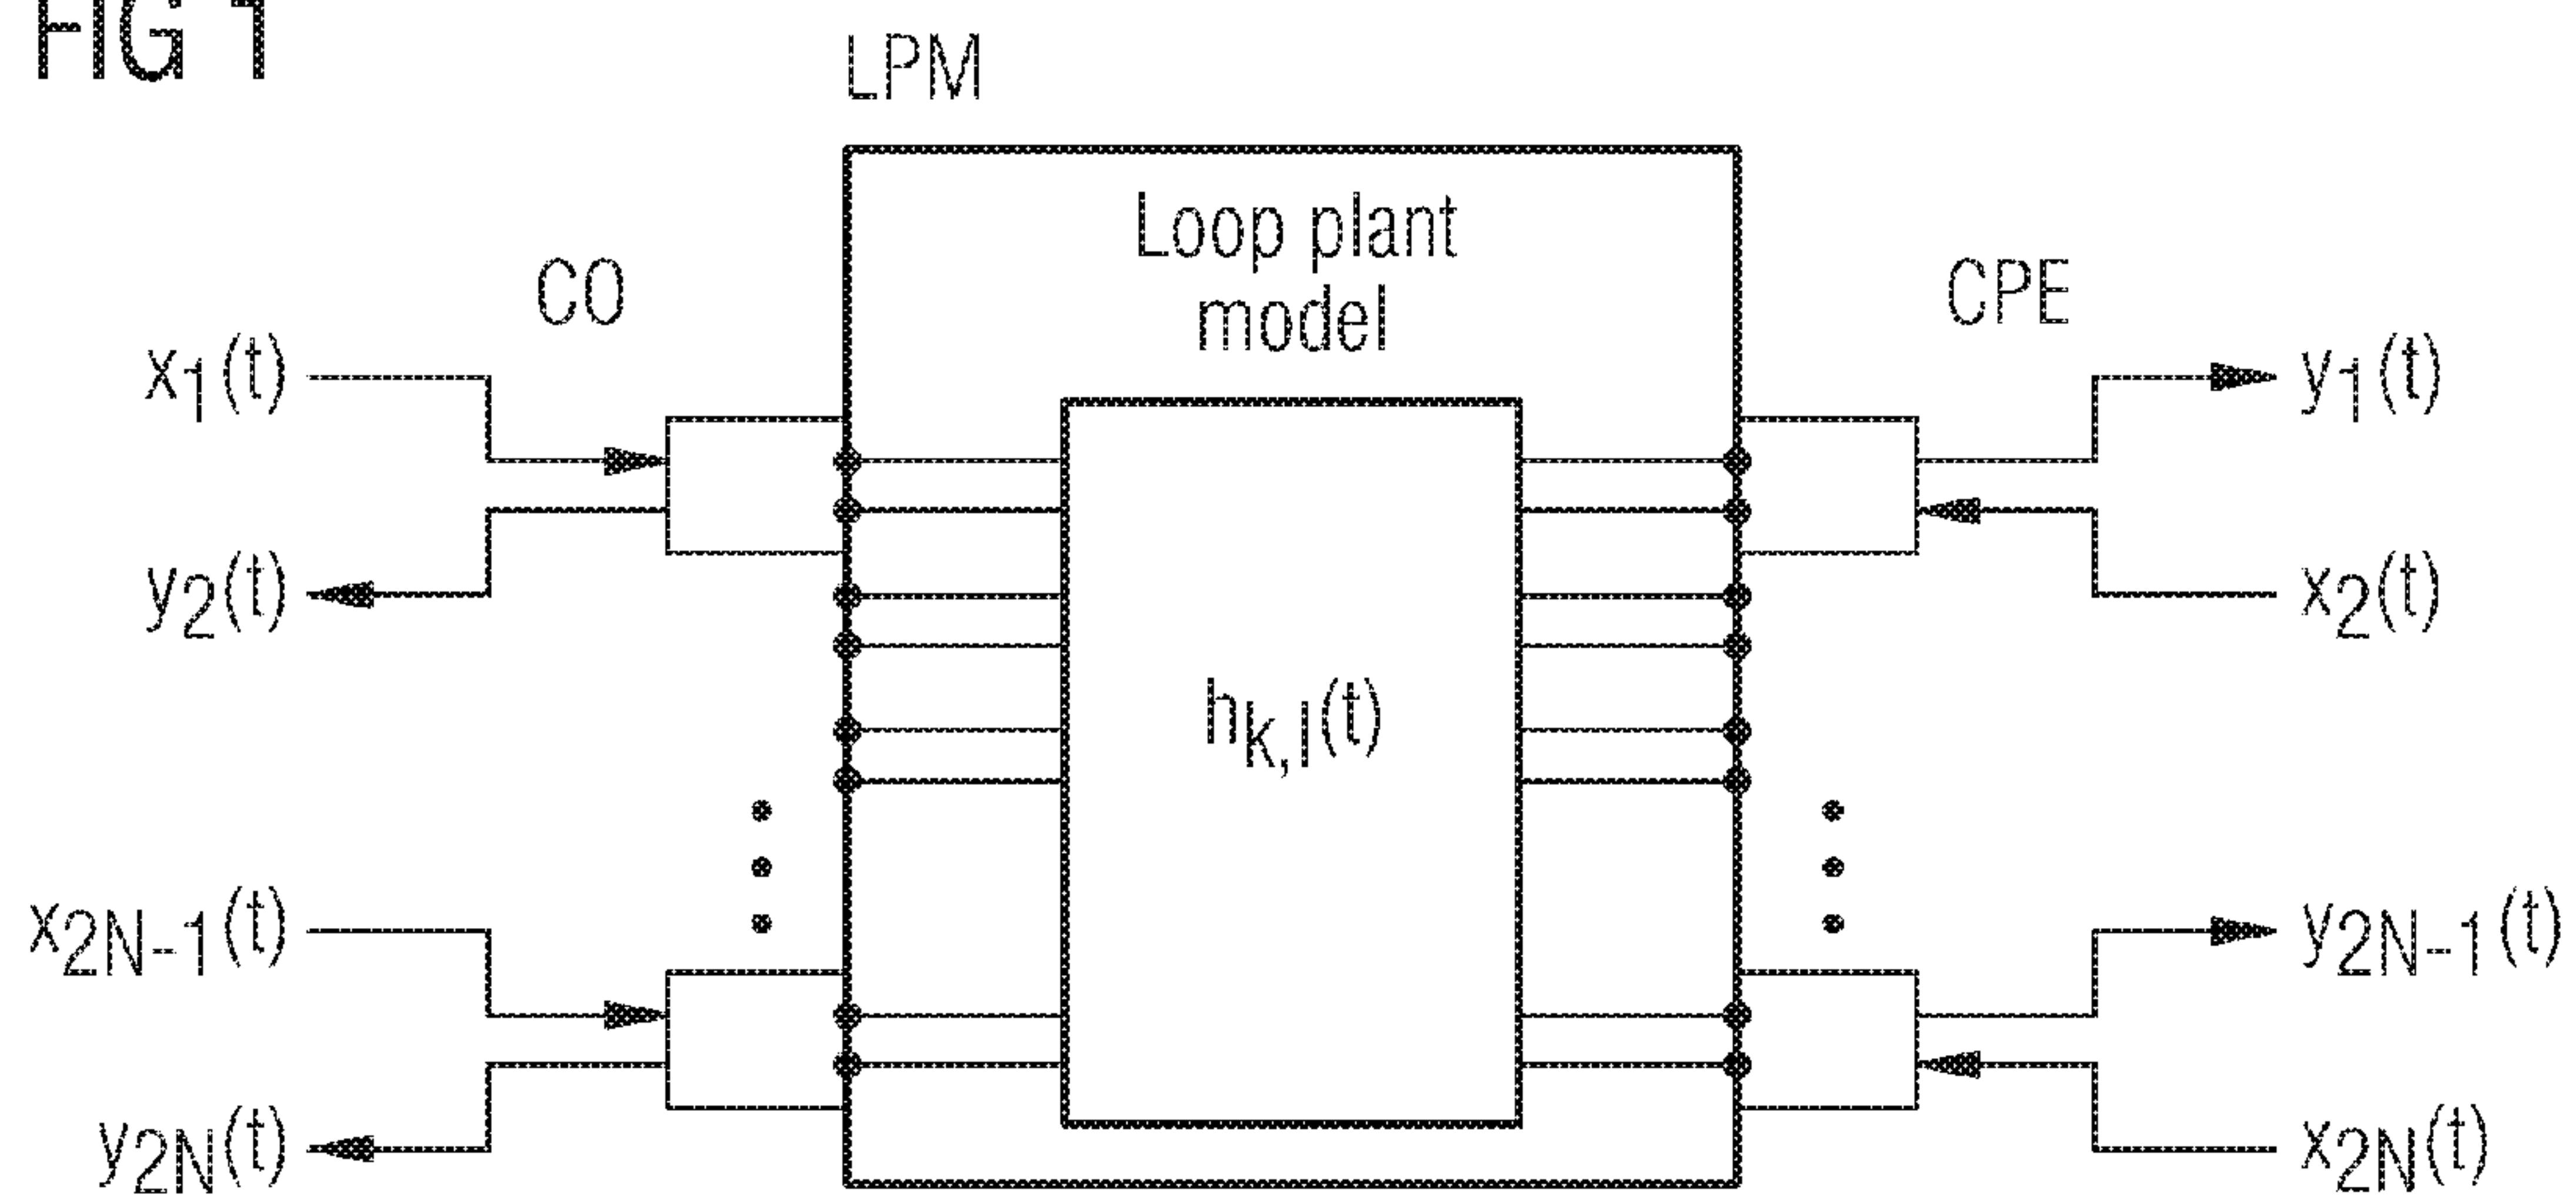 FIG 1
LPM
Loop plant
model
CO
CPE
x1(t)
y1(t)
y2(t)
x2(t)
hk,l(t)
x2N-1(t)
y2N-1(t)
y2N(t)
x2N(t)